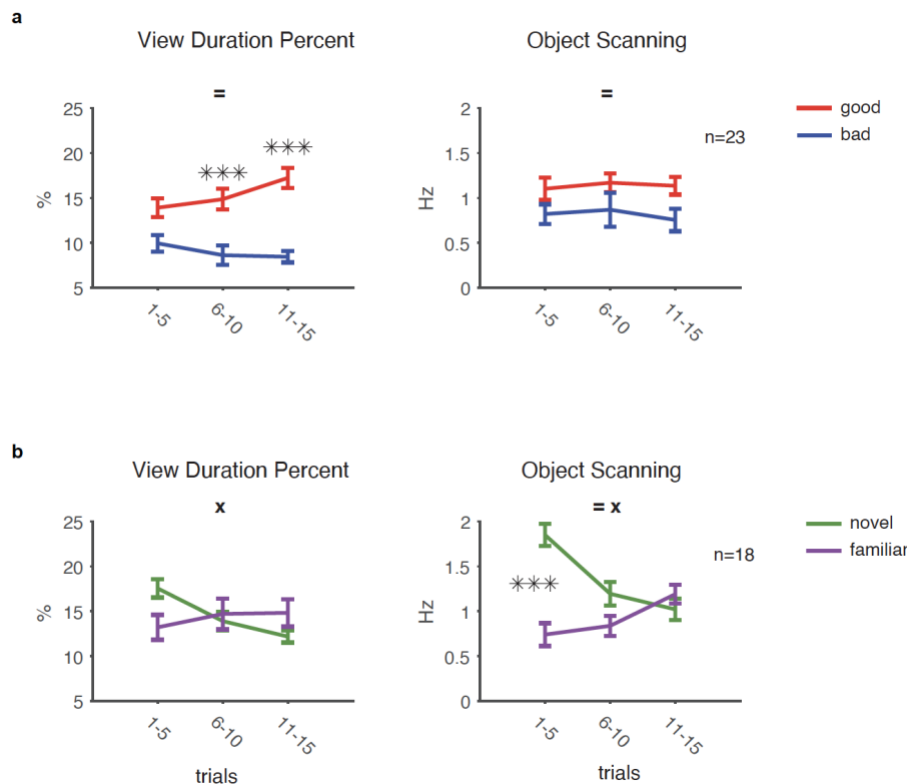 a
View Duration Percent
Object Scanning
=
=
25
20
15
10
5
%
***
***
1-5
6-10
11-15
2
1.5
1
0.5
0
Hz
1-5
6-10
11-15
n=23
good
bad
b
View Duration Percent
Object Scanning
x
= x
25
20
15
10
5
%
1-5
6-10
11-15
trials
2
1.5
1
0.5
0
Hz
***
1-5
6-10
11-15
trials
n=18
novel
familiar